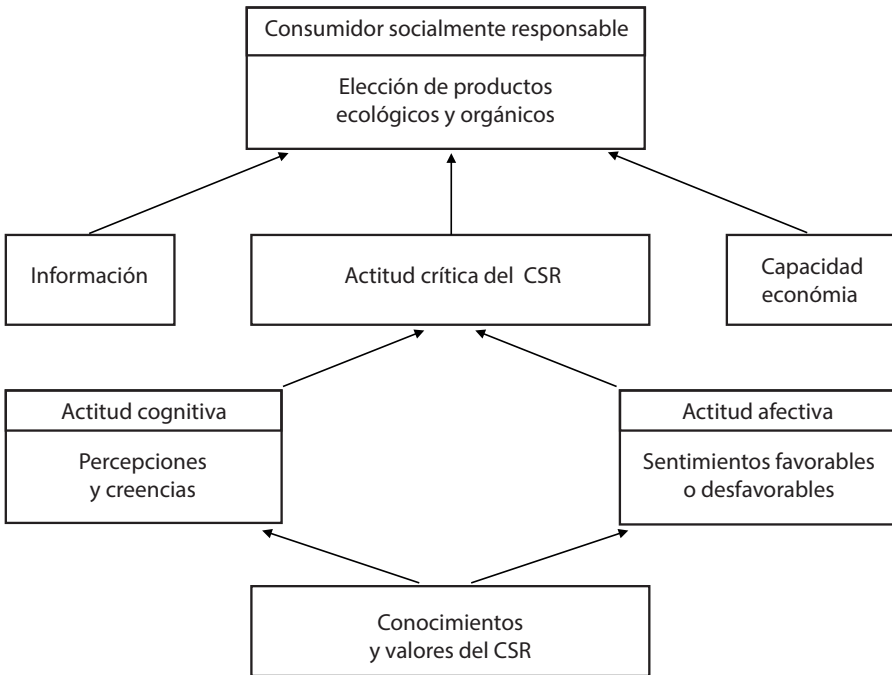 Consumidor socialmente responsable
Elección de productos
ecológicos y orgánicos
Información
Actitud crítica del CSR
Capacidad
económia
Actitud cognitiva
Percepciones
y creencias
Actitud afectiva
Sentimientos favorables
o desfavorables
Conocimientos
y valores del CSR